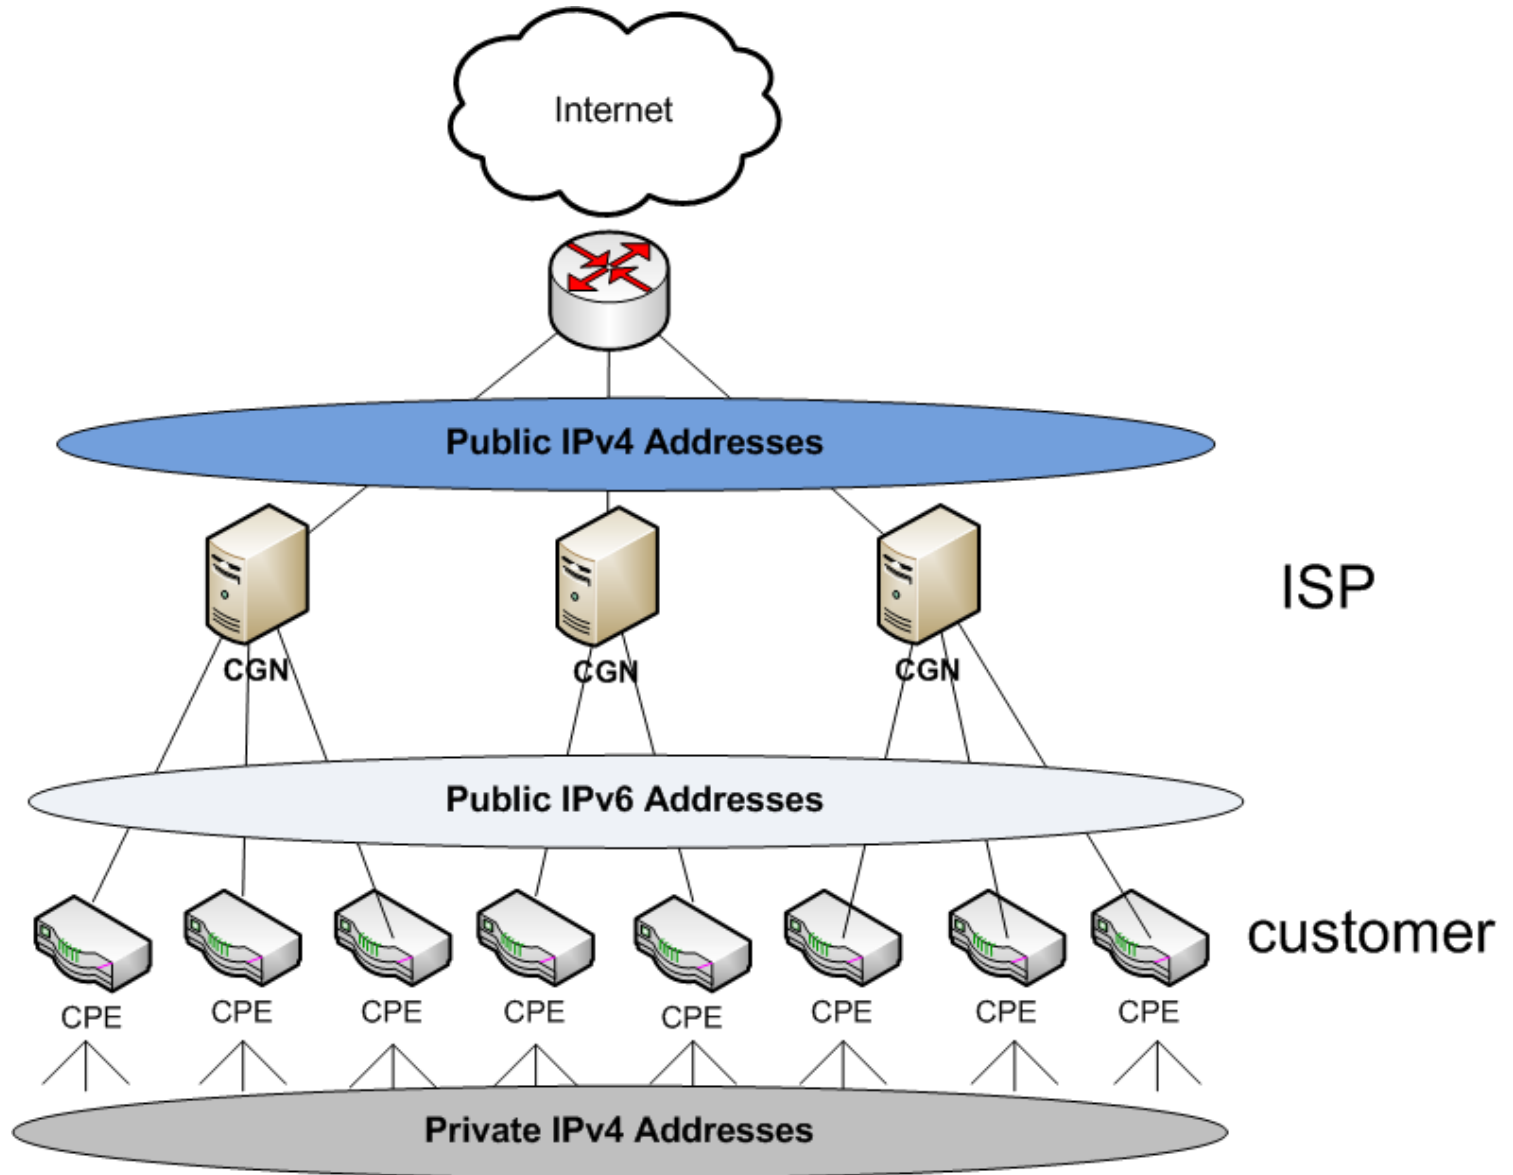 Internet
Public IPv4 Addresses
ISP
CGN
CGN
CGN
Public IPv6 Addresses
customer
CPE
CPE
CPE
CPE
CPE
CPE
CPE
CPE
Private IPv4 Addresses